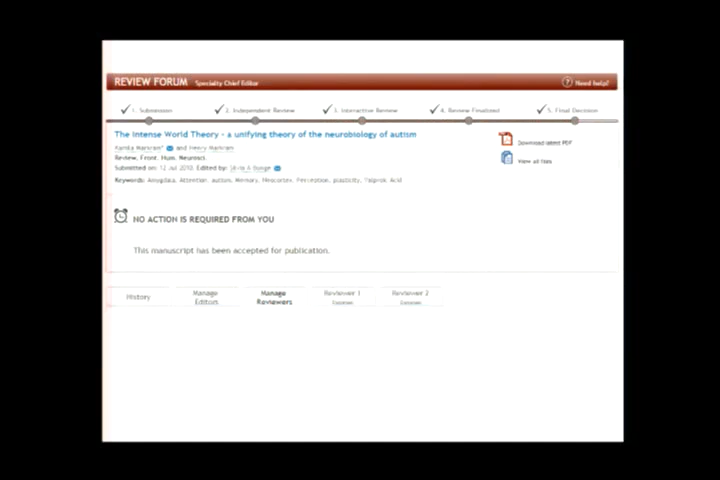 REVIEW FORUM Specialty Chief Editor
Need help?
1. Submission
2. Independent Review
3. Interactive Review
4. Review Finalized
5. Final Decision
The Intense World Theory - a unifying theory of the neurobiology of autism
Kamila Markram* and Henry Markram
Review, Front. Hum. Neurosci.
Submitted on: 12 Jul 2010. Edited by:
Keywords: Amygdala, Attention, autism, Memory, Neocortex, Perception, plasticity, Valproic Acid
Download latest PDF
View all files
NO ACTION IS REQUIRED FROM YOU
This manuscript has been accepted for publication.
History
Manage Editors
Manage Reviewers
Reviewer 1
Reviewer 2